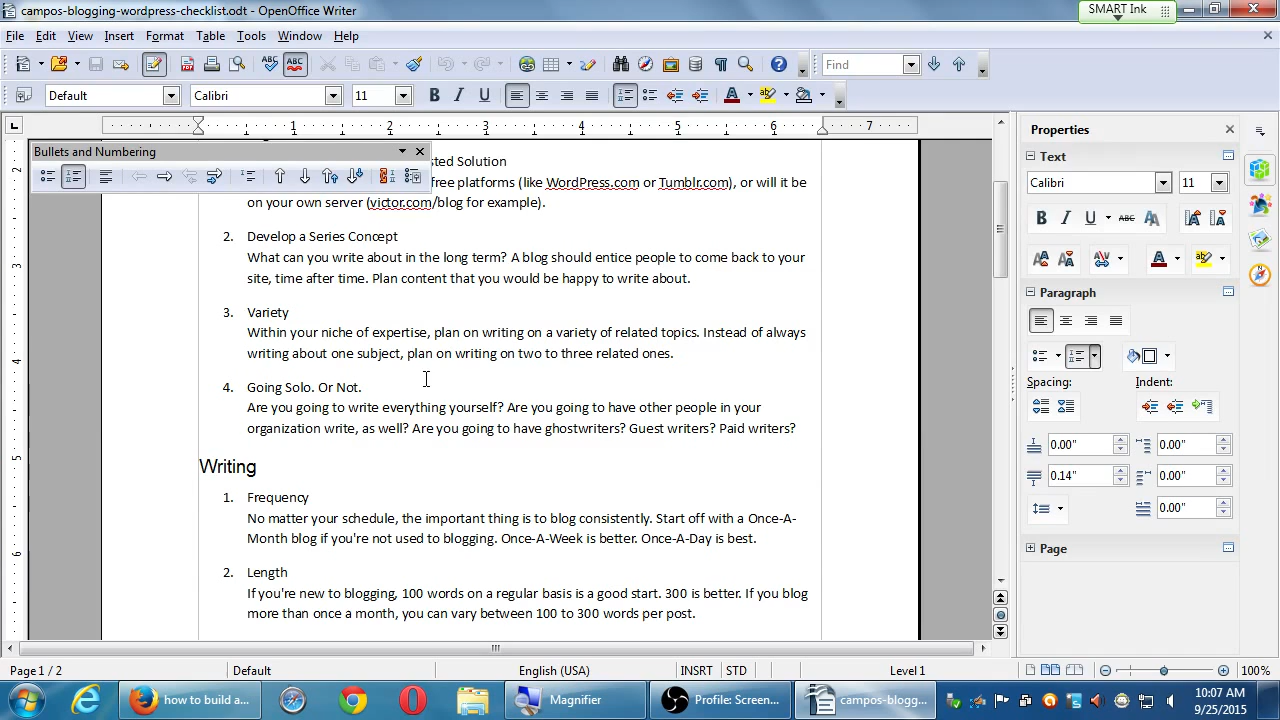 campos-blogging-wordpress-checklist.odt - OpenOffice Writer
SMART Ink
File Edit View Insert Format Table Tools Window Help
Find
Default Calibri 11
1 2 3 4 5 6 7
Bullets and Numbering
sted Solution
free platforms (like WordPress.com or Tumblr.com), or will it be
on your own server (victor.com/blog for example).
2. Develop a Series Concept
What can you write about in the long term? A blog should entice people to come back to your
site, time after time. Plan content that you would be happy to write about.
3. Variety
Within your niche of expertise, plan on writing on a variety of related topics. Instead of always
writing about one subject, plan on writing on two to three related ones.
4. Going Solo. Or Not.
Are you going to write everything yourself? Are you going to have other people in your
organization write, as well? Are you going to have ghostwriters? Guest writers? Paid writers?
Writing
1. Frequency
No matter your schedule, the important thing is to blog consistently. Start off with a Once-A-
Month blog if you're not used to blogging. Once-A-Week is better. Once-A-Day is best.
2. Length
If you're new to blogging, 100 words on a regular basis is a good start. 300 is better. If you blog
more than once a month, you can vary between 100 to 300 words per post.
2
3
4
5
6
Properties
Text
Calibri 11
Paragraph
Spacing: Indent:
0.00" 0.00"
0.14" 0.00"
0.00"
Page
Page 1 / 2 Default English (USA) INSRT STD Level 1 100%
how to build a... Magnifier Profile: Screen... campos-blogg...
10:07 AM
9/25/2015